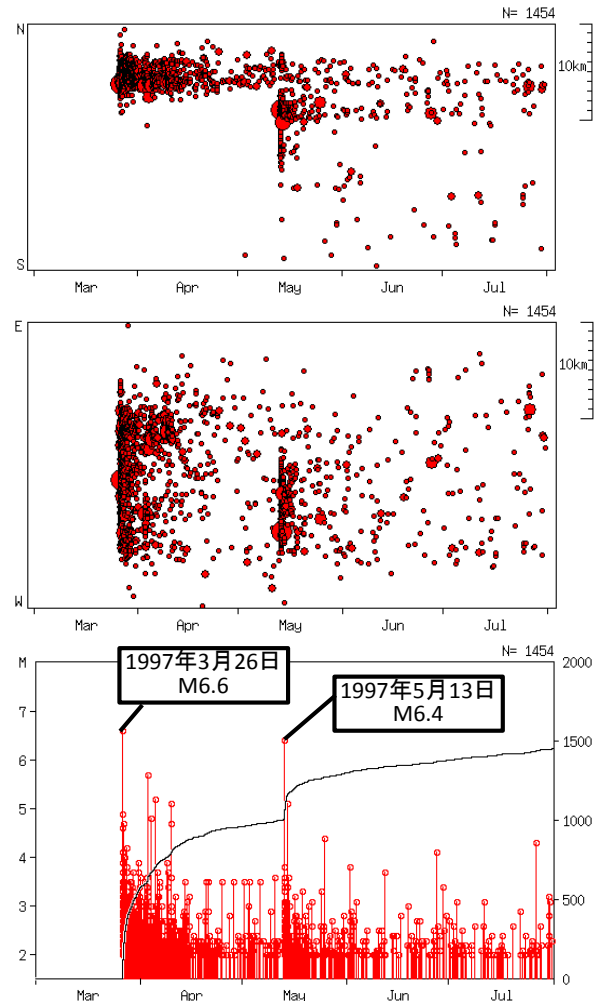 N= 1454
N
10km
S
Mar Apr May Jun Jul
N= 1454
E
10km
W
Mar Apr May Jun Jul
N= 1454
M
2000
1997年3月26日
M6.6
1997年5月13日
M6.4
7
6
1500
5
1000
4
3
500
2
0
Mar Apr May Jun Jul